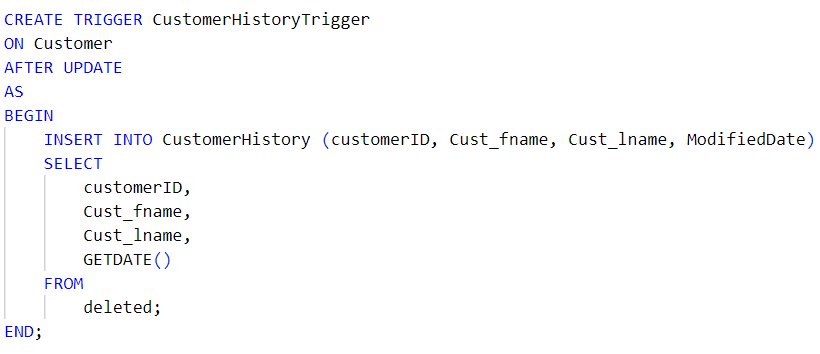 CREATE TRIGGER CustomerHistoryTrigger
ON Customer
AFTER UPDATE
AS
BEGIN
    INSERT INTO CustomerHistory (customerID, Cust_fname, Cust_lname, ModifiedDate)
    SELECT
        customerID,
        Cust_fname,
        Cust_lname,
        GETDATE()
    FROM
        deleted;
END;